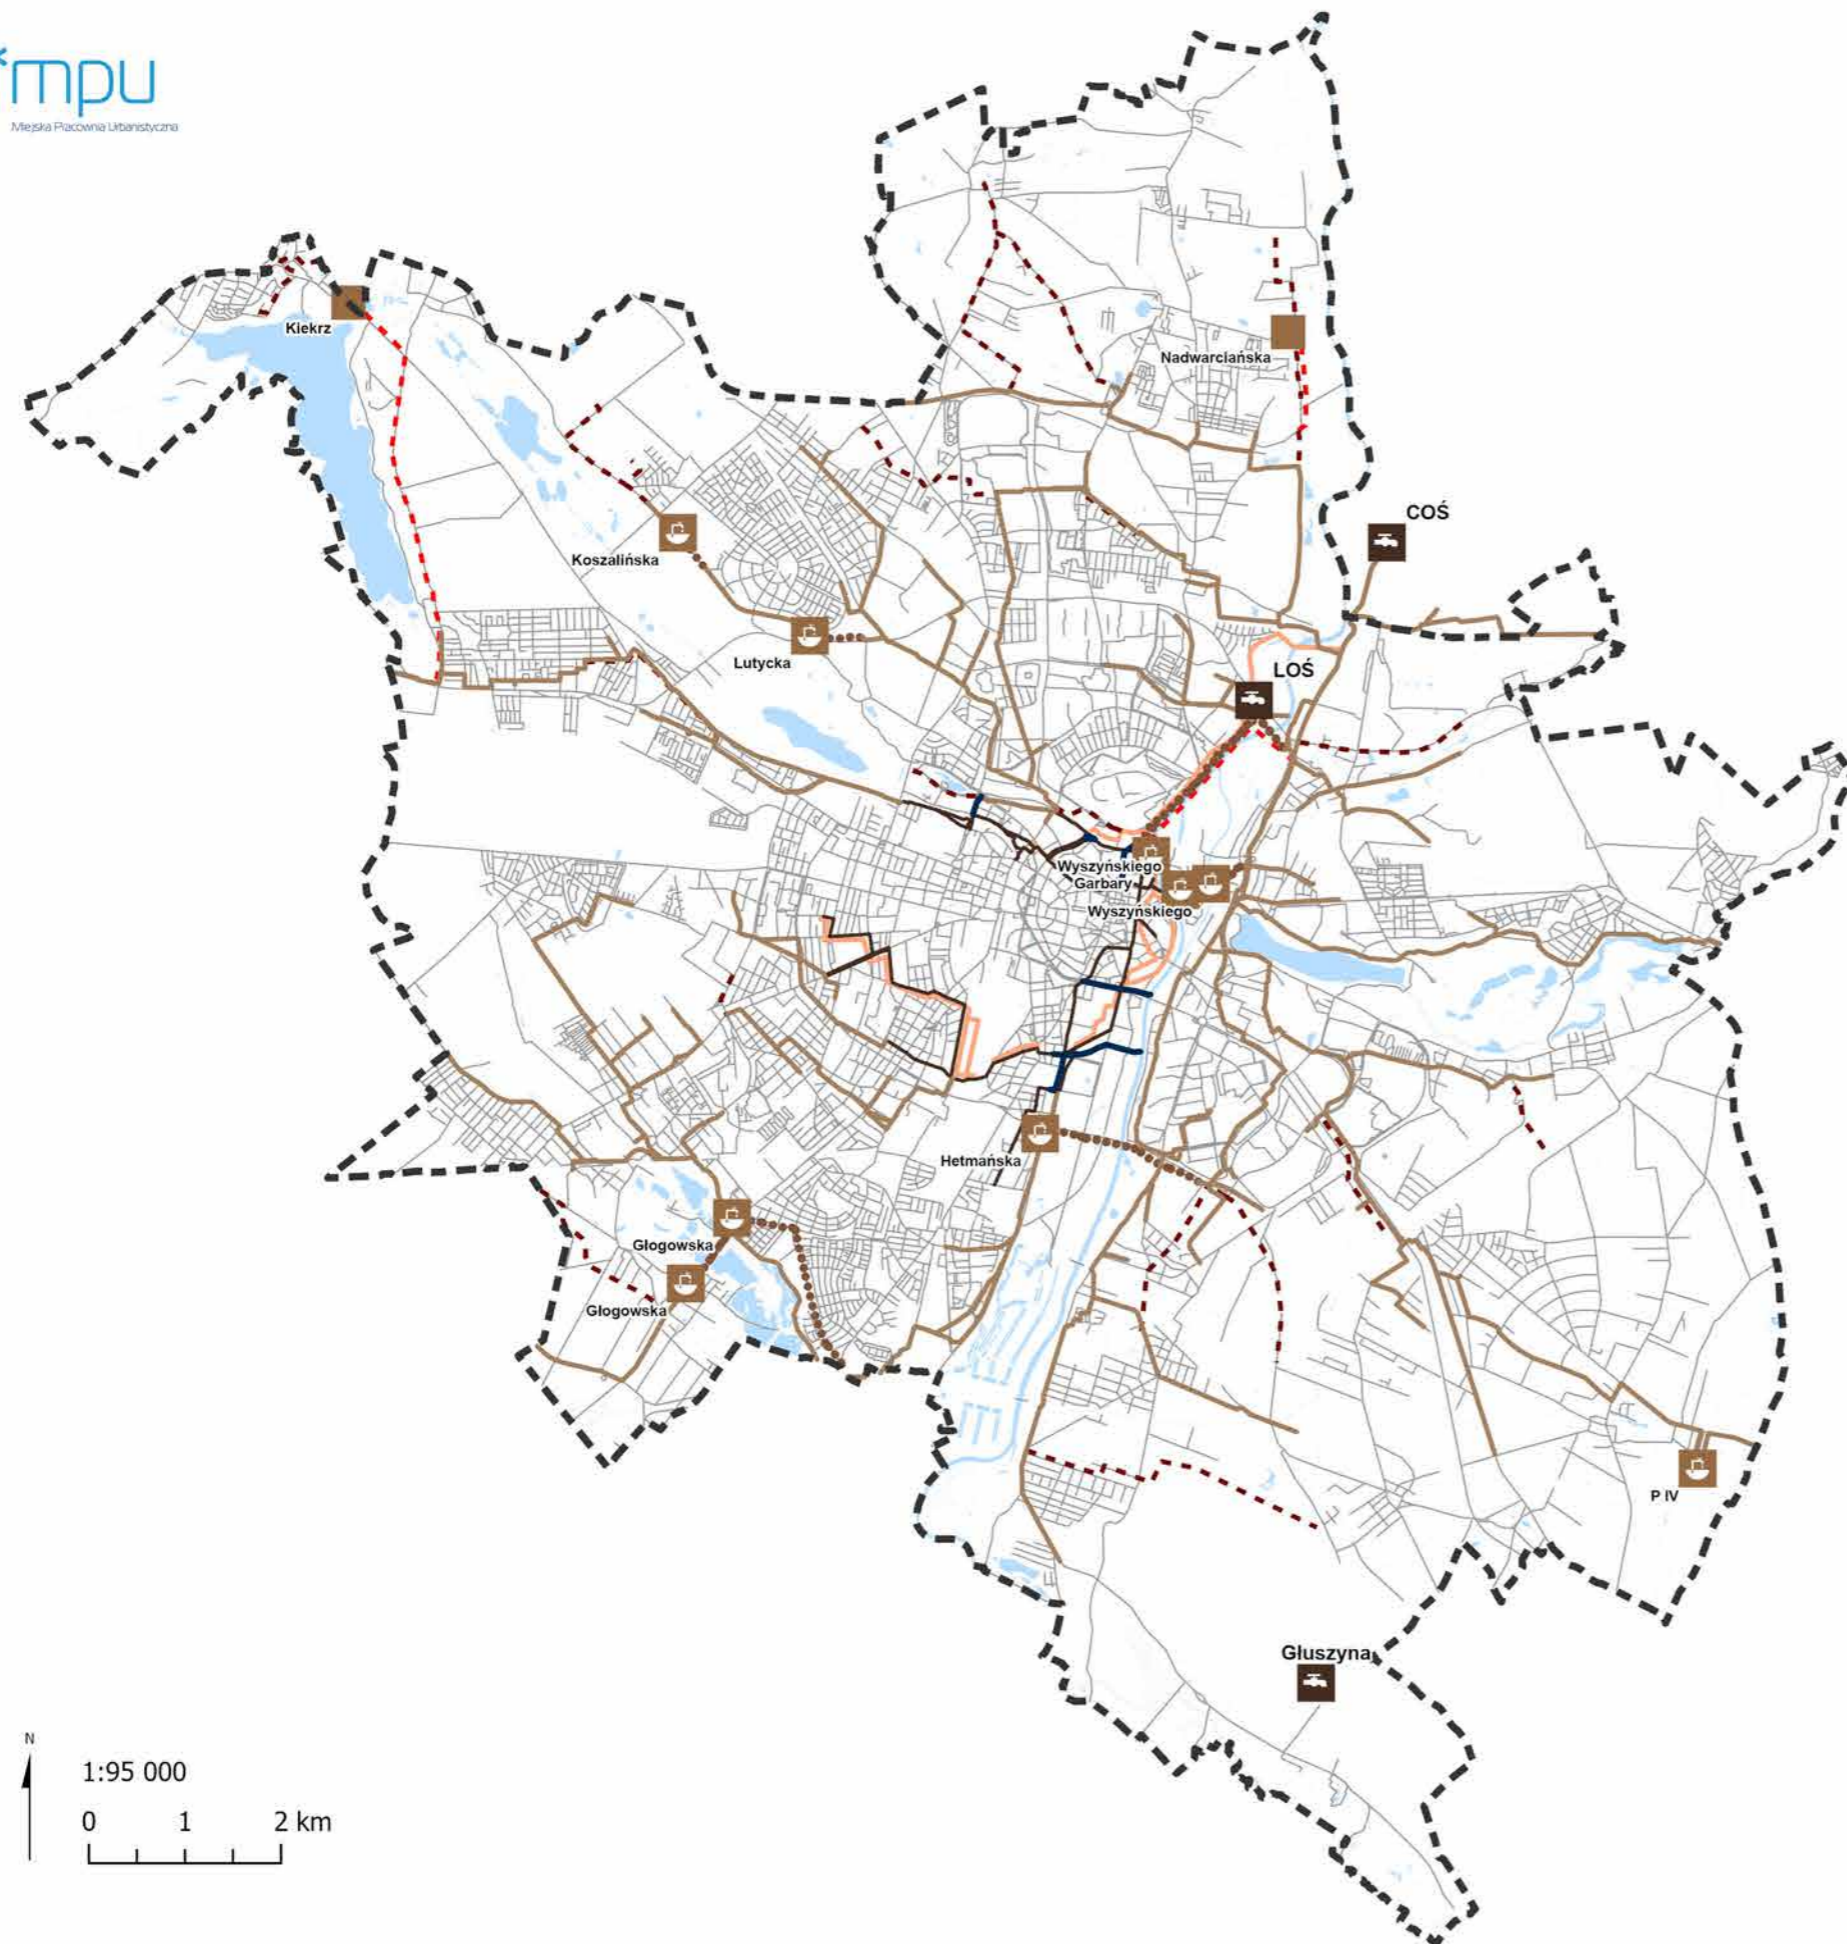 mpu
Miejska Pracownia Urbanistyczna
Kiekrz
Nadwarciańska
COŚ
Koszalińska
Lutycka
LOŚ
Wyszyńskiego
Garbary
Wyszyńskiego
Hetmańska
Głogowska
Głogowska
P IV
Głuszyna
N
1:95 000
0 1 2 km